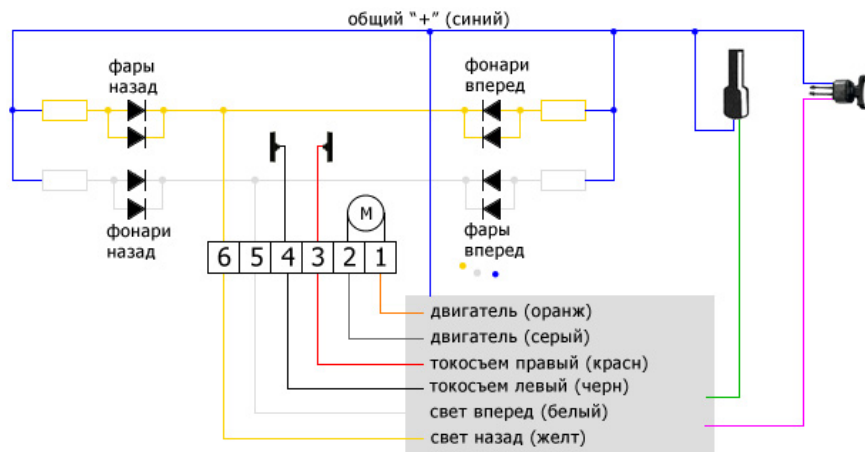 общий “+” (синий)
фары
назад
фонари
вперед
M
фонари
назад
фары
вперед
6 5 4 3 2 1
двигатель (оранж)
двигатель (серый)
токосъем правый (красн)
токосъем левый (черн)
свет вперед (белый)
свет назад (желт)